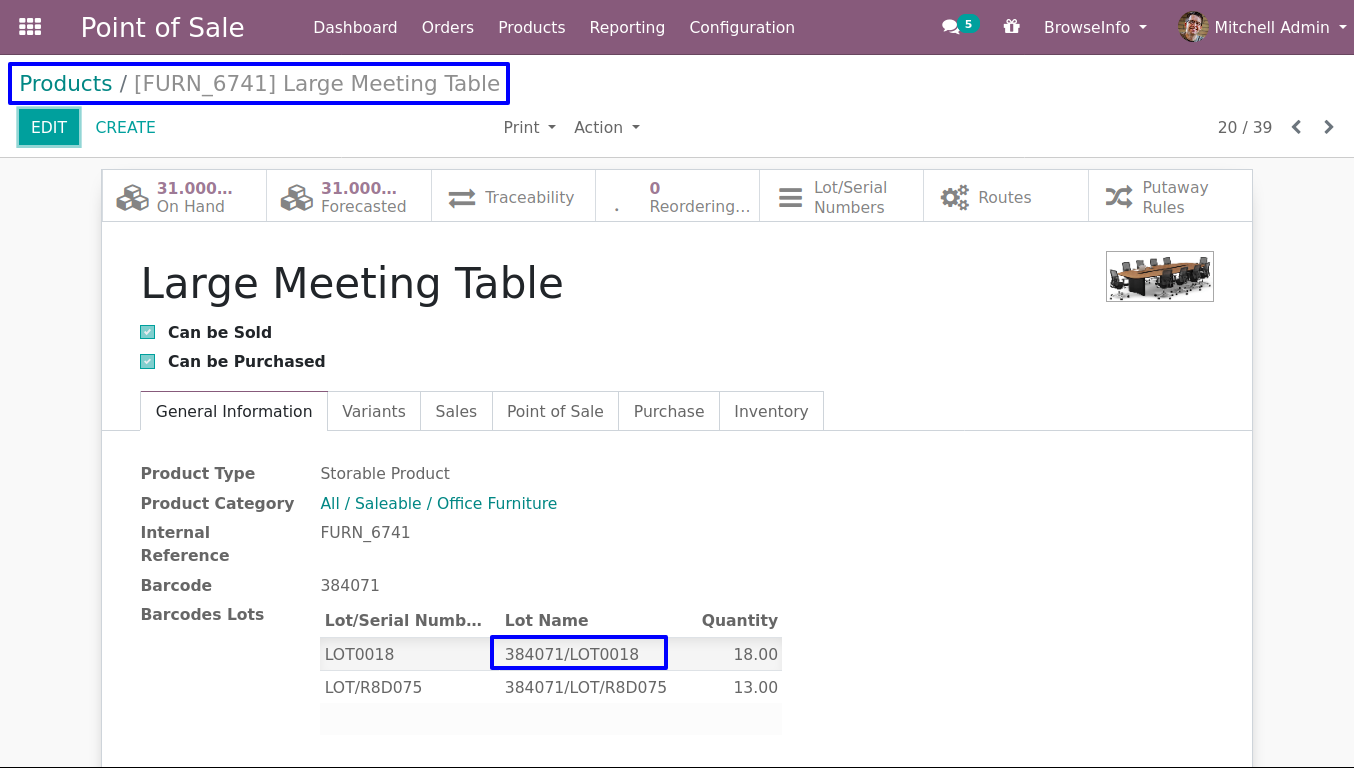 Point of Sale Dashboard Orders Products Reporting Configuration 5 BrowseInfo Mitchell Admin
Products / [FURN_6741] Large Meeting Table
EDIT CREATE Print Action 20 / 39
31.000… On Hand
31.000… Forecasted
Traceability
0 Reordering…
Lot/Serial Numbers
Routes
Putaway Rules
Large Meeting Table
Can be Sold
Can be Purchased
General Information Variants Sales Point of Sale Purchase Inventory
Product Type Storable Product
Product Category All / Saleable / Office Furniture
Internal Reference FURN_6741
Barcode 384071
Barcodes Lots
Lot/Serial Numb… Lot Name Quantity
LOT0018 384071/LOT0018 18.00
LOT/R8D075 384071/LOT/R8D075 13.00